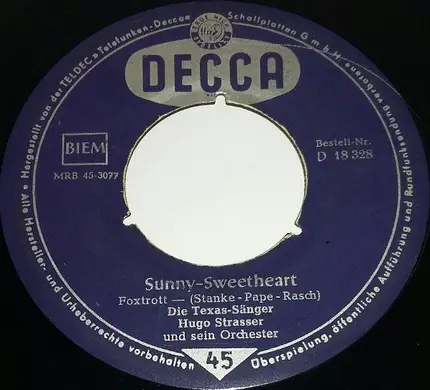 Hergestellt von der TELDEC »Telefunken-Decca« Schallplatten G m b H.
DECCA
BIEM
MRB 45-3077
Bestell-Nr.
D 18 328
Sunny-Sweetheart
Foxtrott — (Stanke - Pape - Rasch)
Die Texas-Sänger
Hugo Strasser
und sein Orchester
45
• Alle Hersteller- und Urheberrechte vorbehalten
Überspielung, öffentliche Aufführung und Rundfunksendung verboten